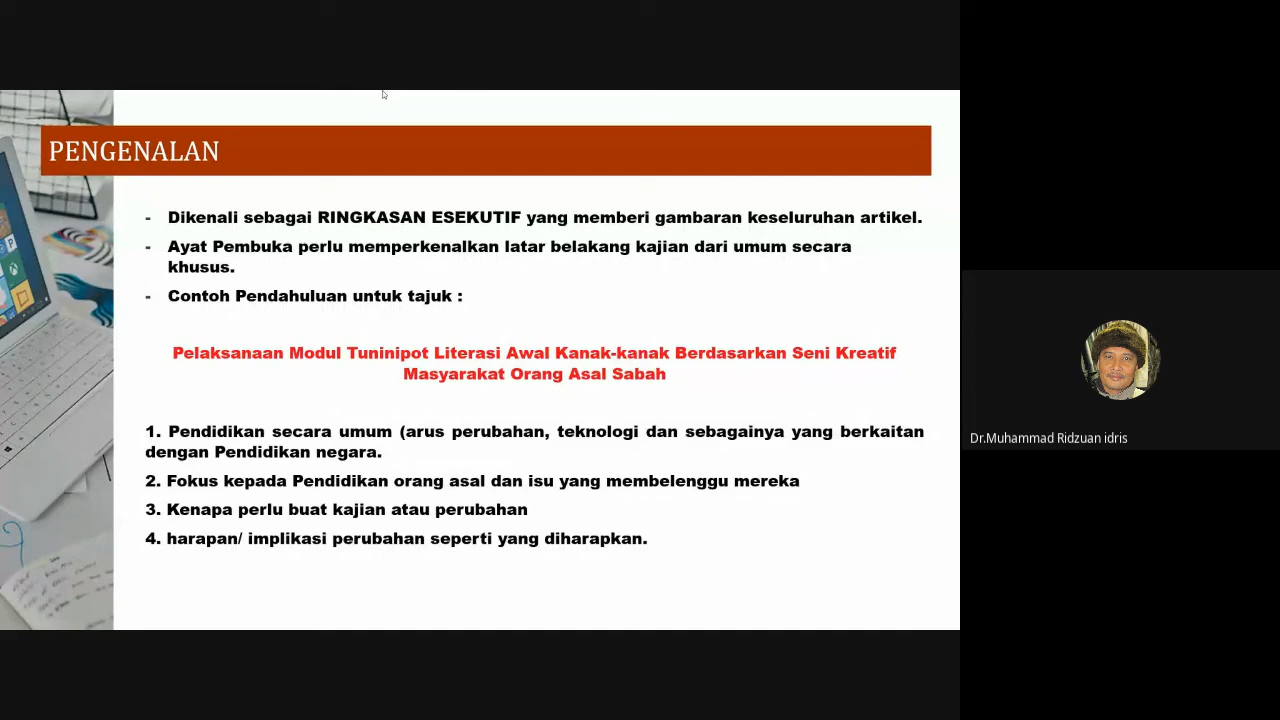 PENGENALAN
- Dikenali sebagai RINGKASAN ESEKUTIF yang memberi gambaran keseluruhan artikel.
- Ayat Pembuka perlu memperkenalkan latar belakang kajian dari umum secara
khusus.
- Contoh Pendahuluan untuk tajuk :
Pelaksanaan Modul Tuninipot Literasi Awal Kanak-kanak Berdasarkan Seni Kreatif
Masyarakat Orang Asal Sabah
1. Pendidikan secara umum (arus perubahan, teknologi dan sebagainya yang berkaitan
dengan Pendidikan negara.
2. Fokus kepada Pendidikan orang asal dan isu yang membelenggu mereka
3. Kenapa perlu buat kajian atau perubahan
4. harapan/ implikasi perubahan seperti yang diharapkan.
Dr.Muhammad Ridzuan idris